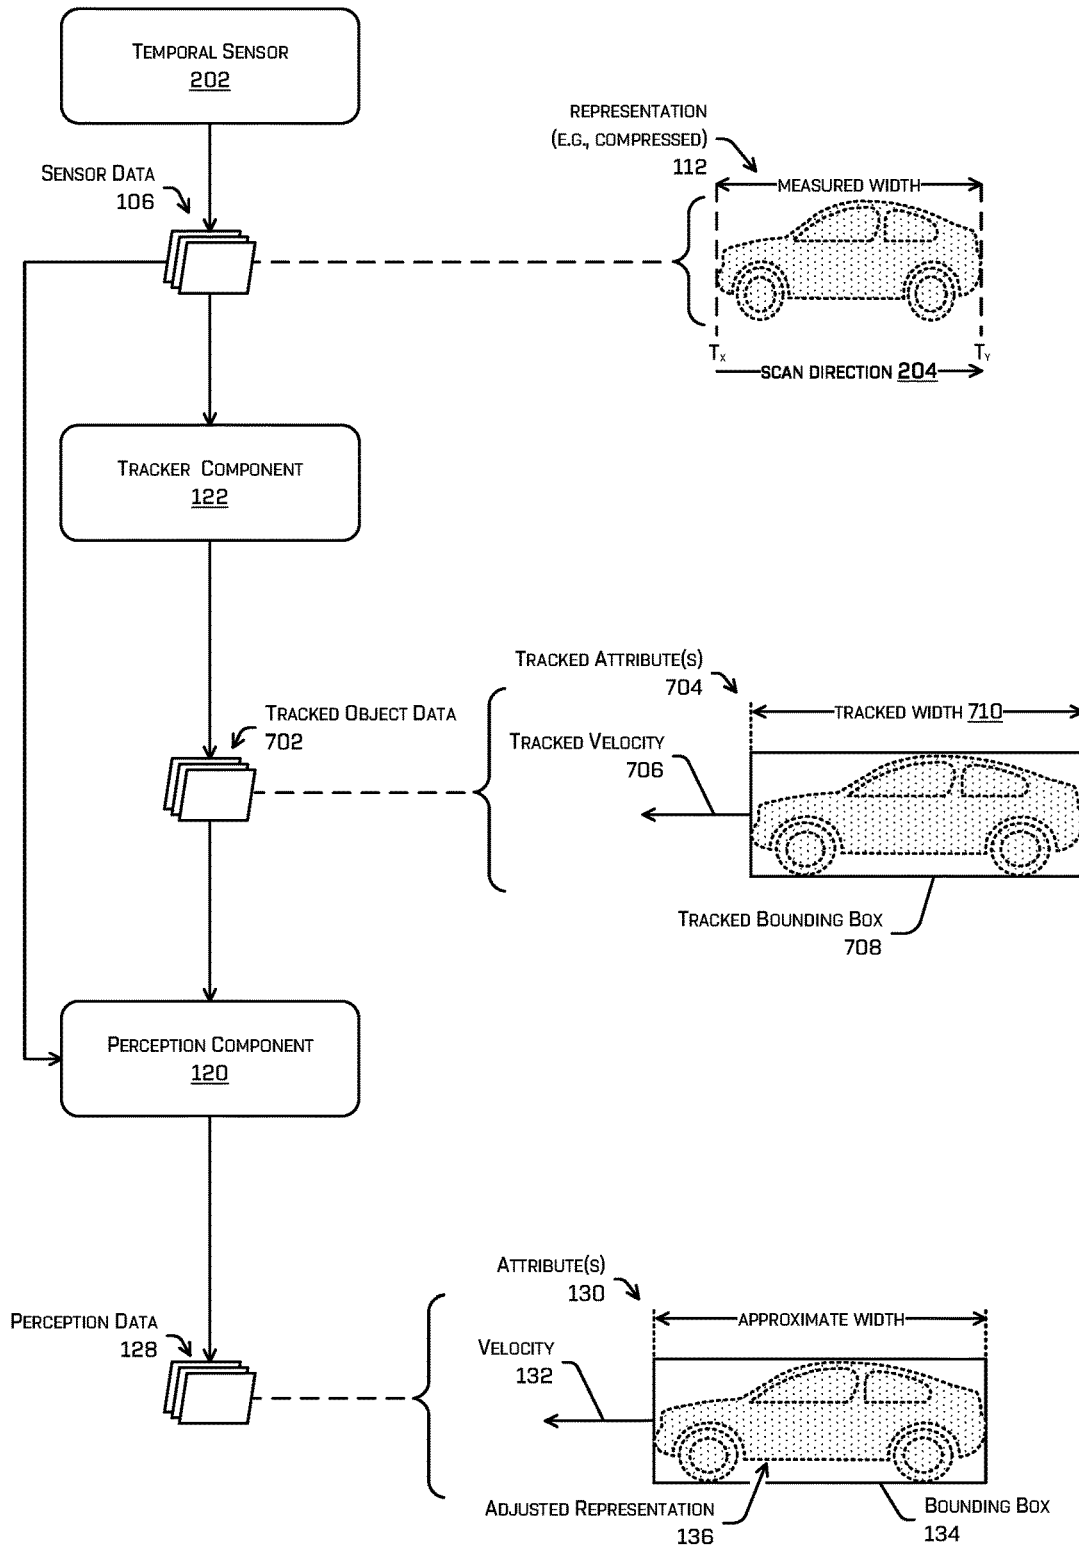 TEMPORAL SENSOR
202
REPRESENTATION
(E.G., COMPRESSED)
112
SENSOR DATA
106
MEASURED WIDTH
TX
TY
SCAN DIRECTION 204
TRACKER COMPONENT
122
TRACKED ATTRIBUTE(S)
704
TRACKED OBJECT DATA
702
TRACKED WIDTH 710
TRACKED VELOCITY
706
TRACKED BOUNDING BOX
708
PERCEPTION COMPONENT
120
ATTRIBUTE(S)
130
PERCEPTION DATA
128
APPROXIMATE WIDTH
VELOCITY
132
ADJUSTED REPRESENTATION
136
BOUNDING BOX
134